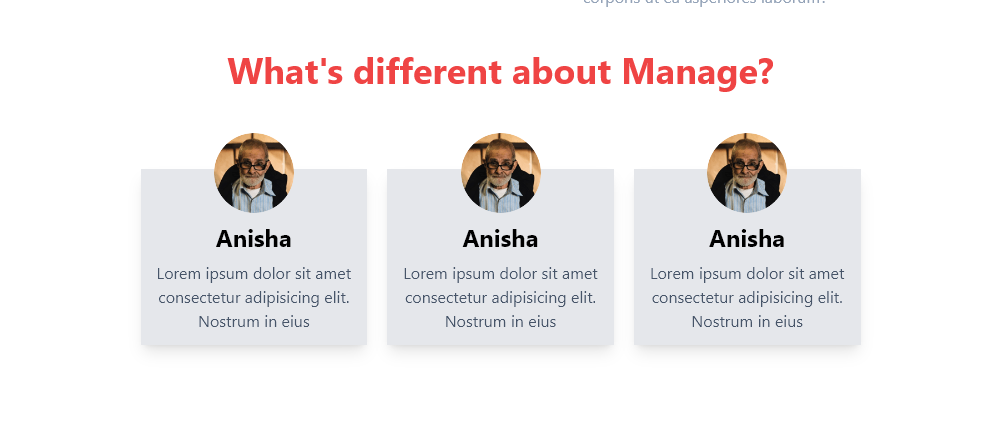 corporis ut ea asperiores laborum?
What's different about Manage?
Anisha
Lorem ipsum dolor sit amet
consectetur adipisicing elit.
Nostrum in eius
Anisha
Lorem ipsum dolor sit amet
consectetur adipisicing elit.
Nostrum in eius
Anisha
Lorem ipsum dolor sit amet
consectetur adipisicing elit.
Nostrum in eius